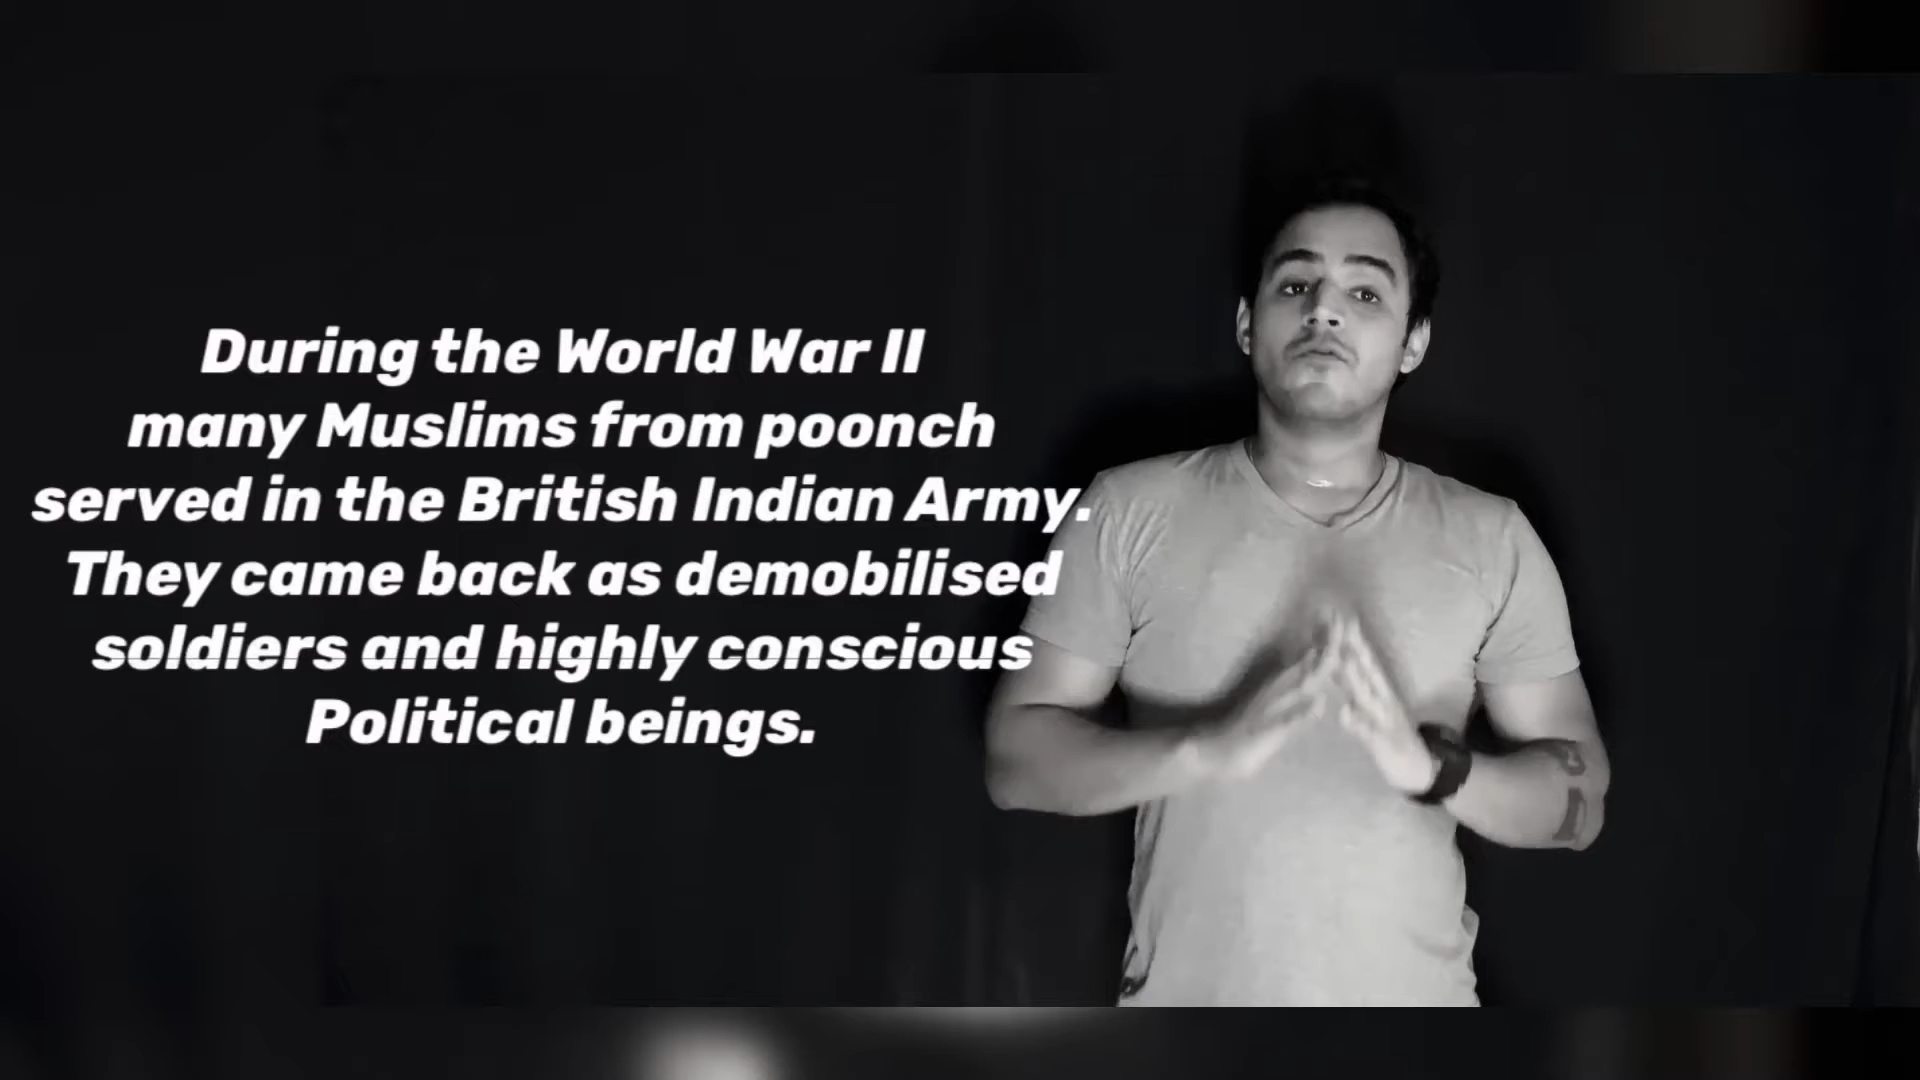 During the World War II
many Muslims from poonch
served in the British Indian Army.
They came back as demobilised
soldiers and highly conscious
Political beings.